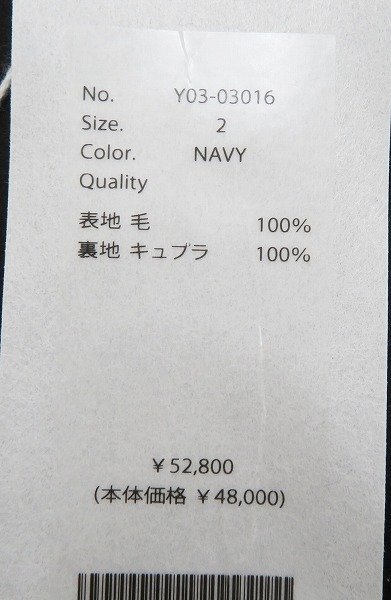 No. Y03-03016
Size. 2
Color. NAVY
Quality
表地 毛 100%
裏地 キュプラ 100%
¥52,800
(本体価格 ¥48,000)